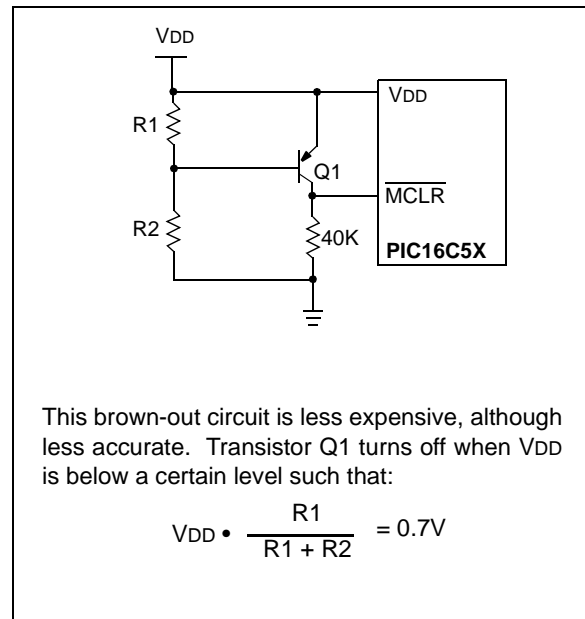 VDD
VDD
R1
Q1
MCLR
R2
40K
PIC16C5X
This brown-out circuit is less expensive, although
less accurate. Transistor Q1 turns off when VDD
is below a certain level such that:
R1
VDD • = 0.7V
R1 + R2